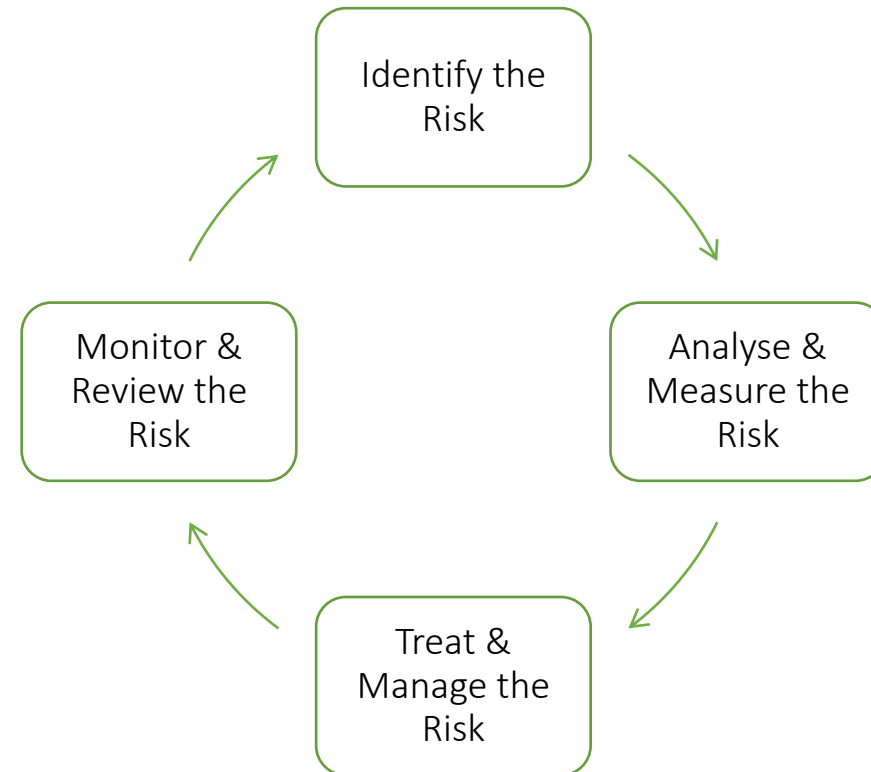 Identify the
Risk
Analyse &
Measure the
Risk
Treat &
Manage the
Risk
Monitor &
Review the
Risk